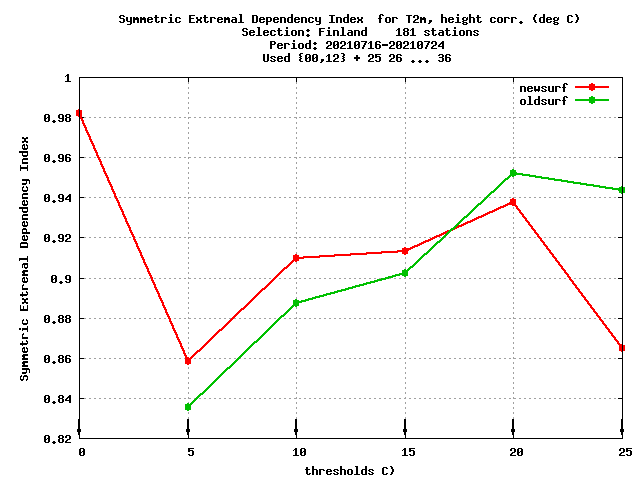 Symmetric Extremal Dependency Index  for T2m, height corr. (deg C)
Selection: Finland    181 stations
Period: 20210716-20210724
Used {00,12} + 25 26 ... 36
newsurf
oldsurf
Symmetric Extremal Dependency Index
1
0.98
0.96
0.94
0.92
0.9
0.88
0.86
0.84
0.82
0 5 10 15 20 25
thresholds C)